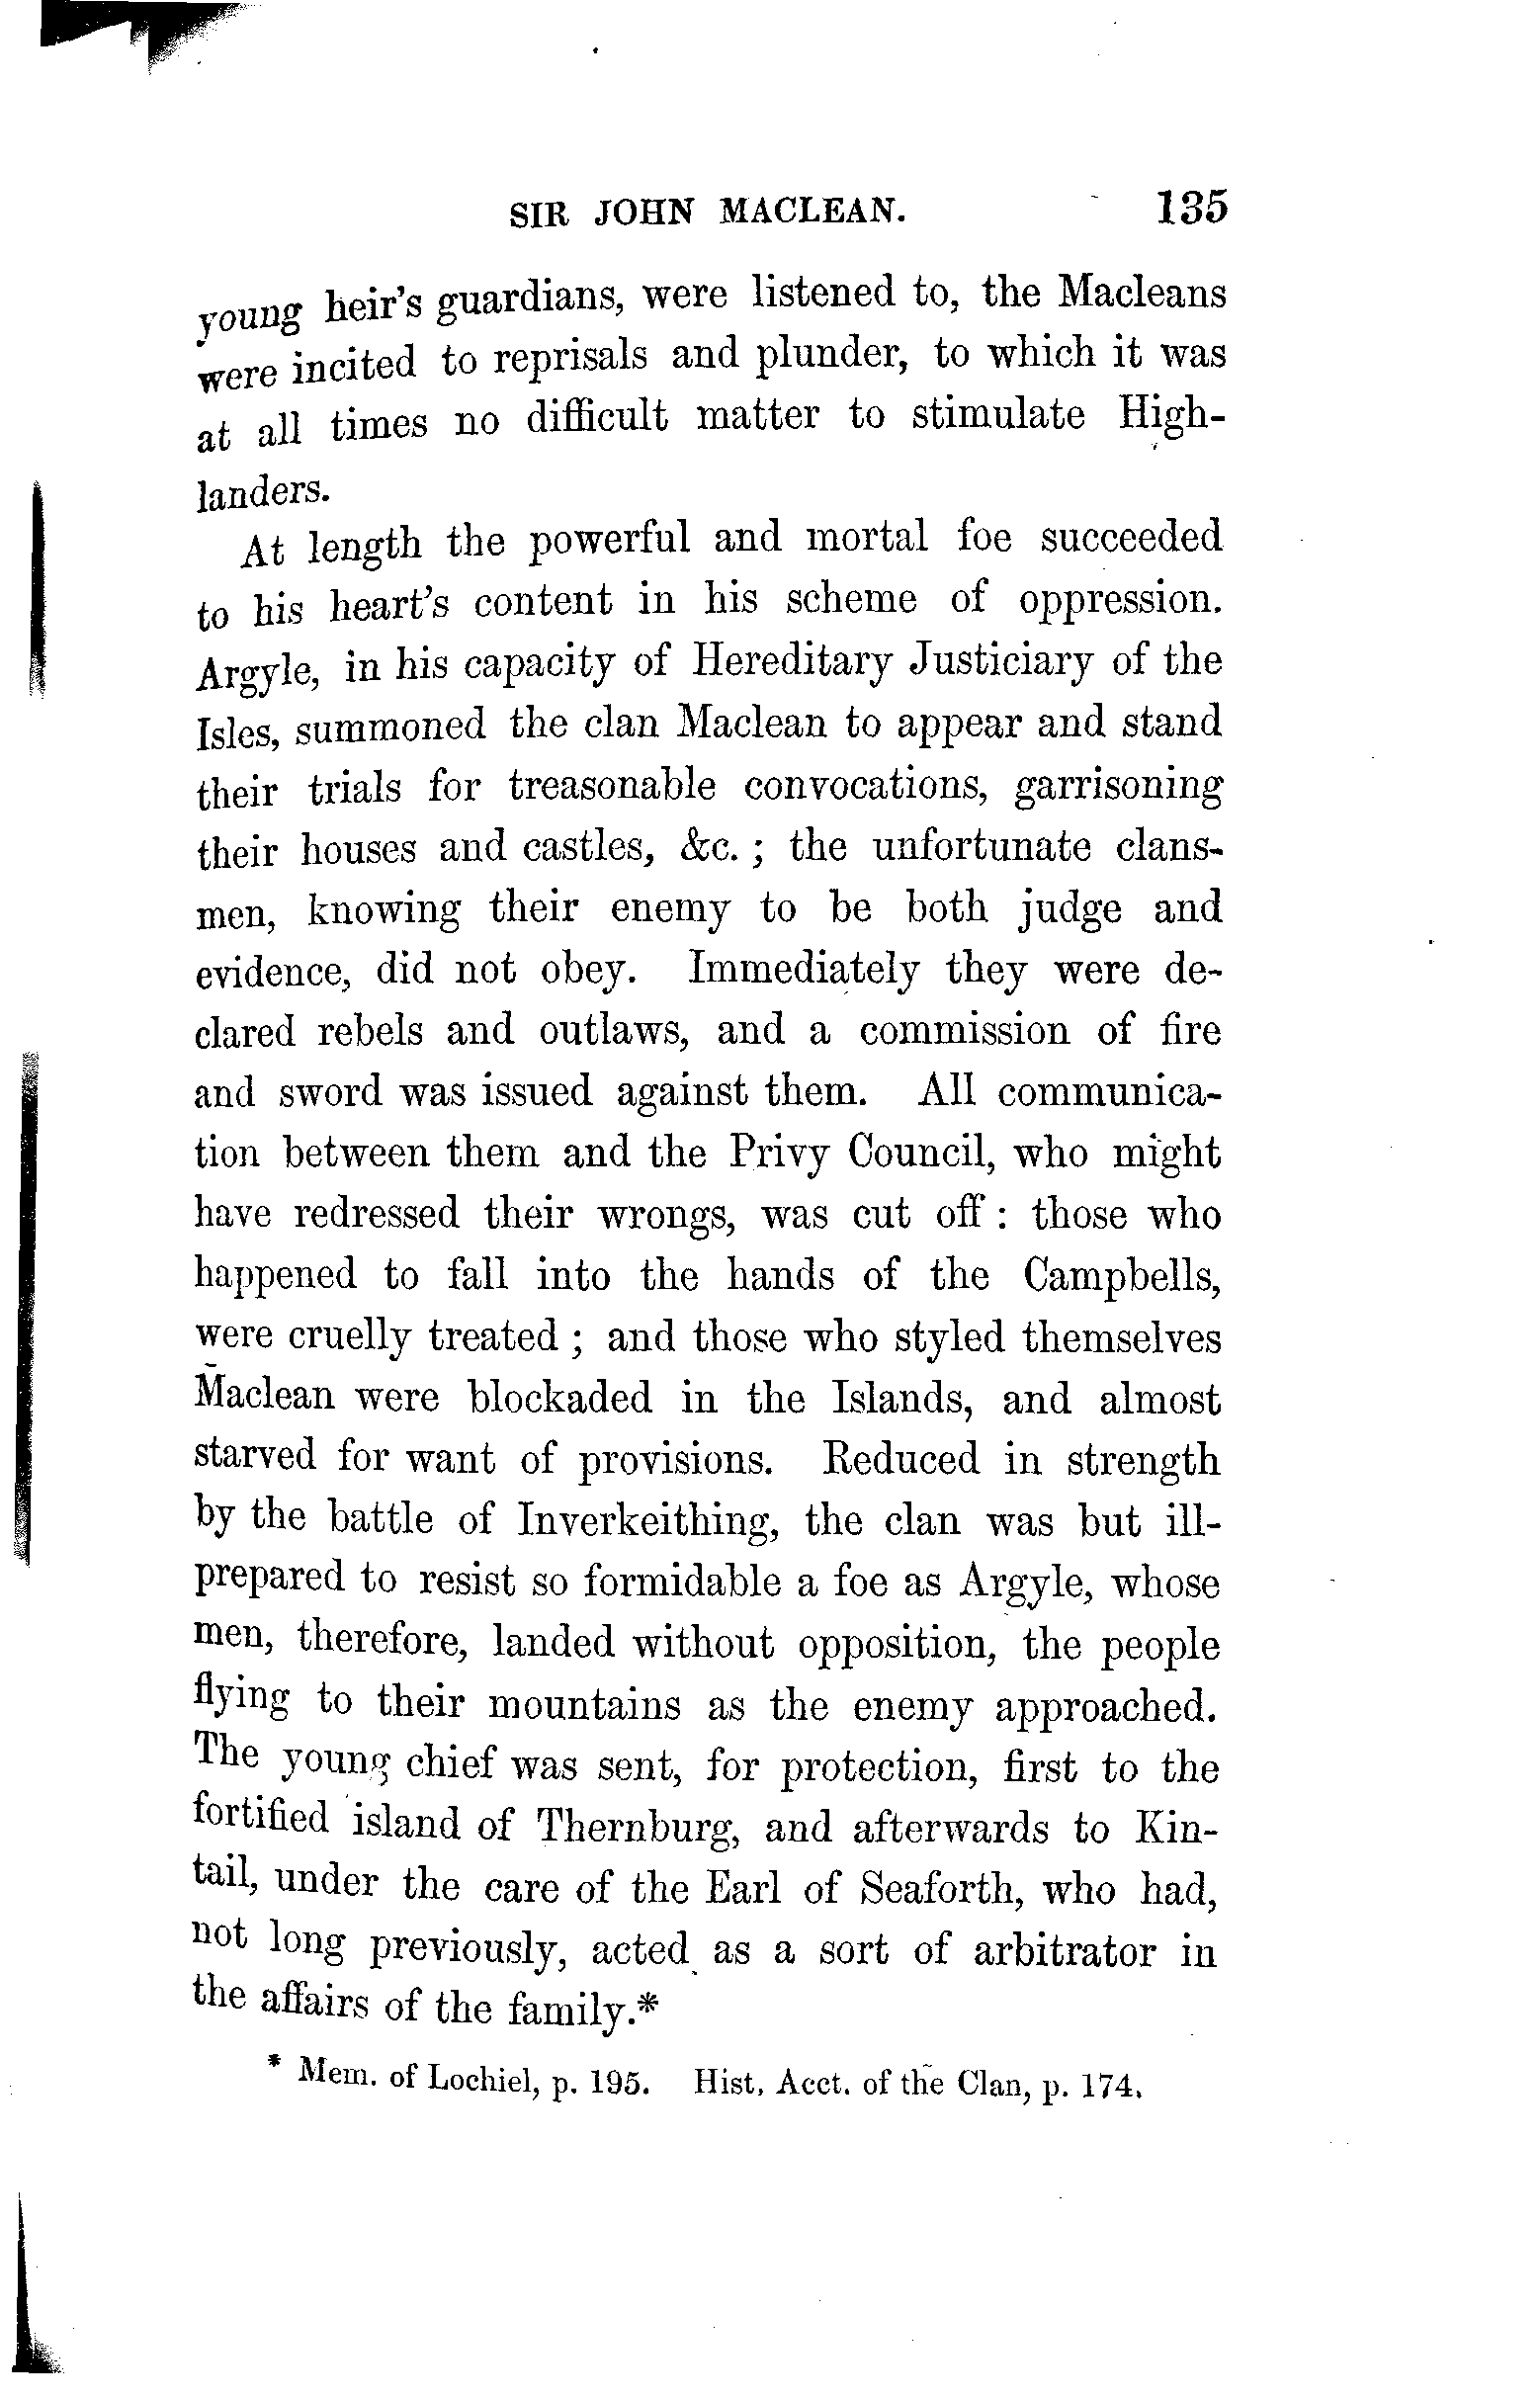 SIR JOHN MACLEAN. 135
young heir's guardians, were listened to, the Macleans
were incited to reprisals and plunder, to which it was
at all times no difficult matter to stimulate High-
landers.
At length the powerful and mortal foe succeeded
to his heart's content in his scheme of oppression.
Argyle, in his capacity of Hereditary Justiciary of the
Isles, summoned the clan Maclean to appear and stand
their trials for treasonable convocations, garrisoning
their houses and castles, &c. ; the unfortunate clans-
men, knowing their enemy to be both judge and
evidence, did not obey. Immediately they were de-
clared rebels and outlaws, and a commission of fire
and sword was issued against them. All communica-
tion between them and the Privy Council, who might
have redressed their wrongs, was cut off : those who
happened to fall into the hands of the Campbells,
were cruelly treated ; and those who styled themselves
Maclean were blockaded in the Islands, and almost
starved for want of provisions. Reduced in strength
by the battle of Inverkeithing, the clan was but ill-
prepared to resist so formidable a foe as Argyle, whose
men, therefore, landed without opposition, the people
flying to their mountains as the enemy approached.
The young chief was sent, for protection, first to the
fortified island of Thernburg, and afterwards to Kin-
tail, under the care of the Earl of Seaforth, who had,
not long previously, acted as a sort of arbitrator in
the affairs of the family.*
* Mem. of Lochiel, p. 195. Hist. Acct. of the Clan, p. 174.